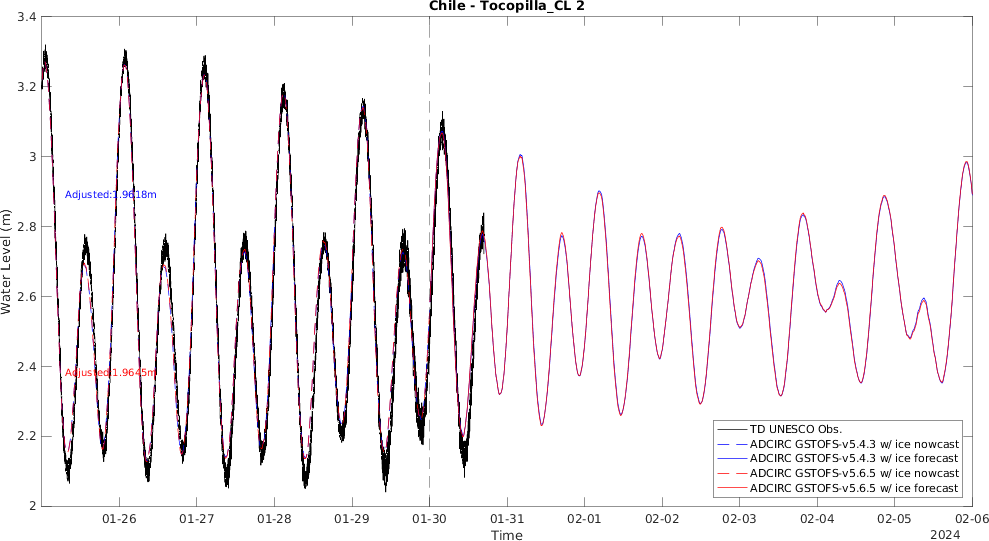 Chile - Tocopilla_CL 2
3.4
3.2
3
2.8
2.6
2.4
2.2
2
Water Level (m)
Adjusted:1.9618m
Adjusted:1.9645m
TD UNESCO Obs.
ADCIRC GSTOFS-v5.4.3 w/ ice nowcast
ADCIRC GSTOFS-v5.4.3 w/ ice forecast
ADCIRC GSTOFS-v5.6.5 w/ ice nowcast
ADCIRC GSTOFS-v5.6.5 w/ ice forecast
01-26 01-27 01-28 01-29 01-30 01-31 02-01 02-02 02-03 02-04 02-05 02-06
Time
2024